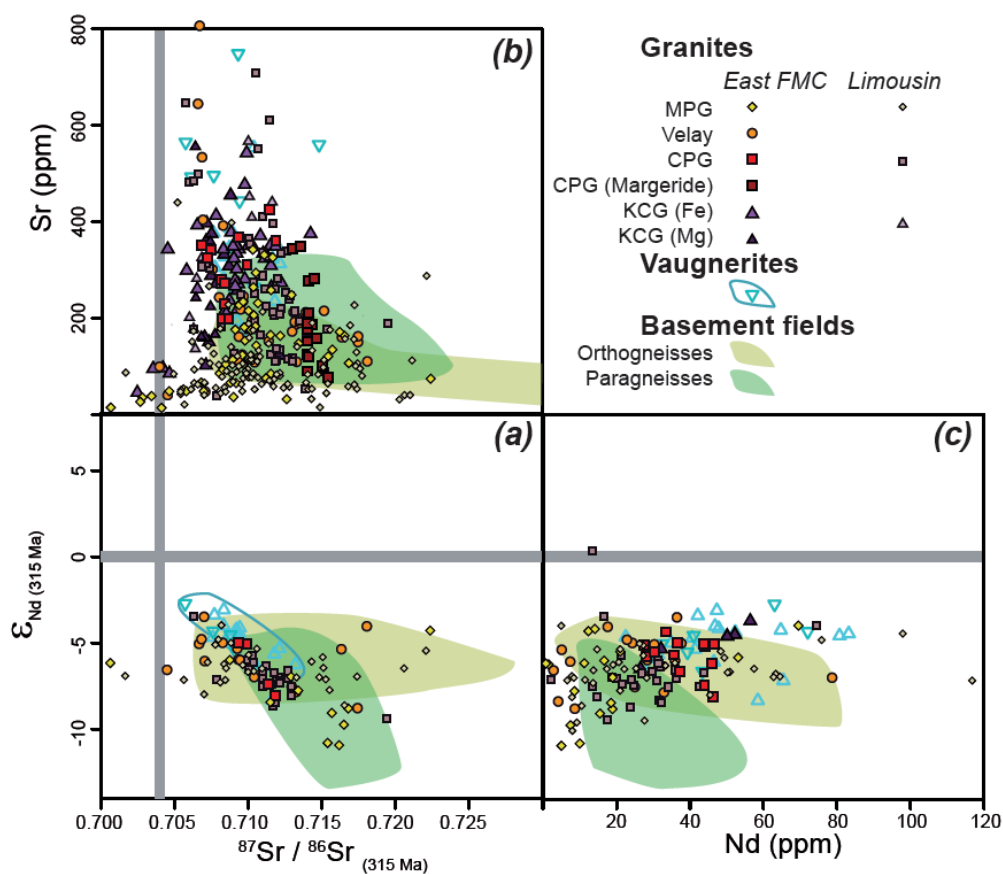 (b)
800
600
400
200
Sr (ppm)
Granites
East FMC Limousin
MPG
Velay
CPG
CPG (Margeride)
KCG (Fe)
KCG (Mg)
Vaugnerites
Basement fields
Orthogneisses
Paragneisses
(a)
5
0
-5
-10
εNd (315 Ma)
0.700 0.705 0.710 0.715 0.720 0.725
87Sr / 86Sr (315 Ma)
(c)
20 40 60 80 100 120
Nd (ppm)